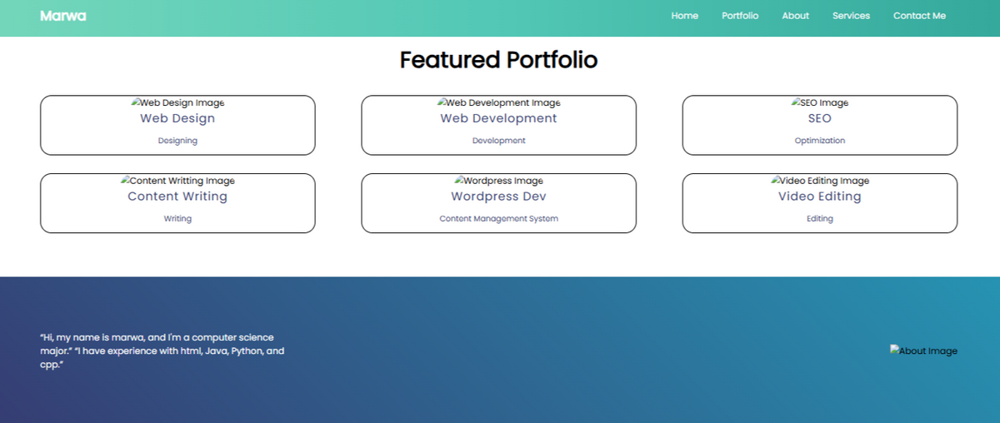 Marwa
Home Portfolio About Services Contact Me
Featured Portfolio
Web Design Image Web Development Image SEO Image
Web Design Web Development SEO
Designing Development Optimization
Content Writting Image Wordpress Image Video Editing Image
Content Writing Wordpress Dev Video Editing
Writing Content Management System Editing
“Hi, my name is marwa, and I'm a computer science
major.” “I have experience with html, Java, Python, and
cpp.”
About Image